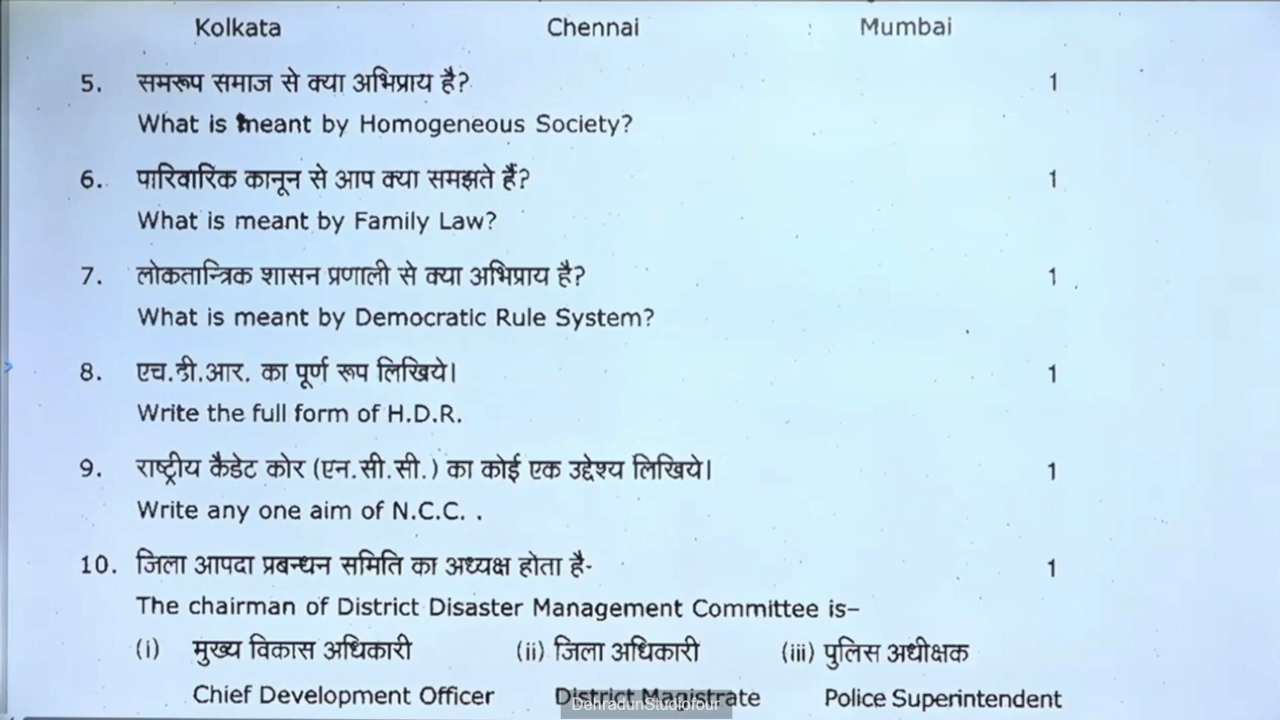 Kolkata Chennai : Mumbai
5. समरूप समाज से क्या अभिप्राय है? 1
What is meant by Homogeneous Society?
6. पारिवारिक कानून से आप क्या समझते हैं? 1
What is meant by Family Law?
7. लोकतान्त्रिक शासन प्रणाली से क्या अभिप्राय है? 1
What is meant by Democratic Rule System?
8. एच.डी.आर. का पूर्ण रूप लिखिये। 1
Write the full form of H.D.R.
9. राष्ट्रीय कैडेट कोर (एन.सी.सी.) का कोई एक उद्देश्य लिखिये। 1
Write any one aim of N.C.C. .
10. जिला आपदा प्रबन्धन समिति का अध्यक्ष होता है- 1
The chairman of District Disaster Management Committee is–
(i) मुख्य विकास अधिकारी (ii) जिला अधिकारी (iii) पुलिस अधीक्षक
Chief Development Officer District Magistrate Police Superintendent
DehradunStudiofour